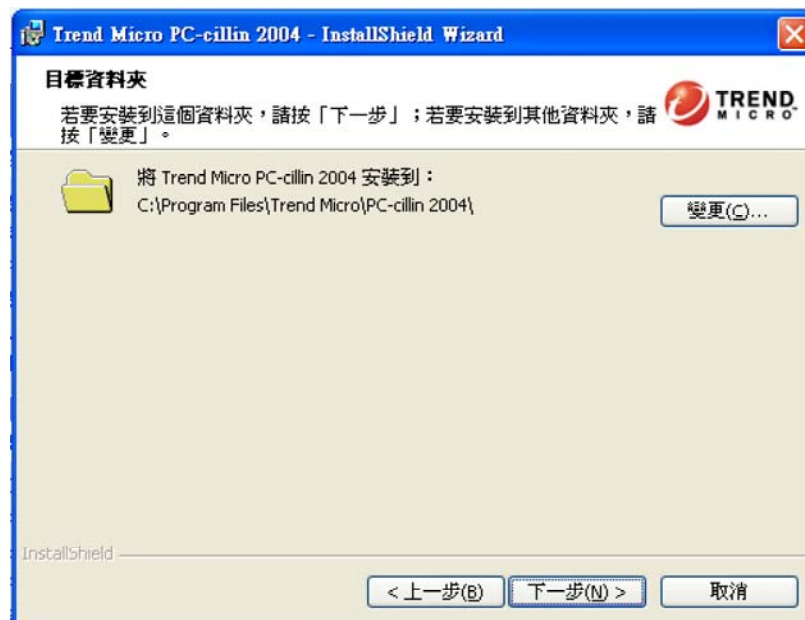 Trend Micro PC-cillin 2004 - InstallShield Wizard
目標資料夾
若要安裝到這個資料夾，請按「下一步」；若要安裝到其他資料夾，請
按「變更」。
TREND
MICRO
將 Trend Micro PC-cillin 2004 安裝到：
C:\Program Files\Trend Micro\PC-cillin 2004\
變更(C)...
InstallShield
< 上一步(B)
下一步(N) >
取消